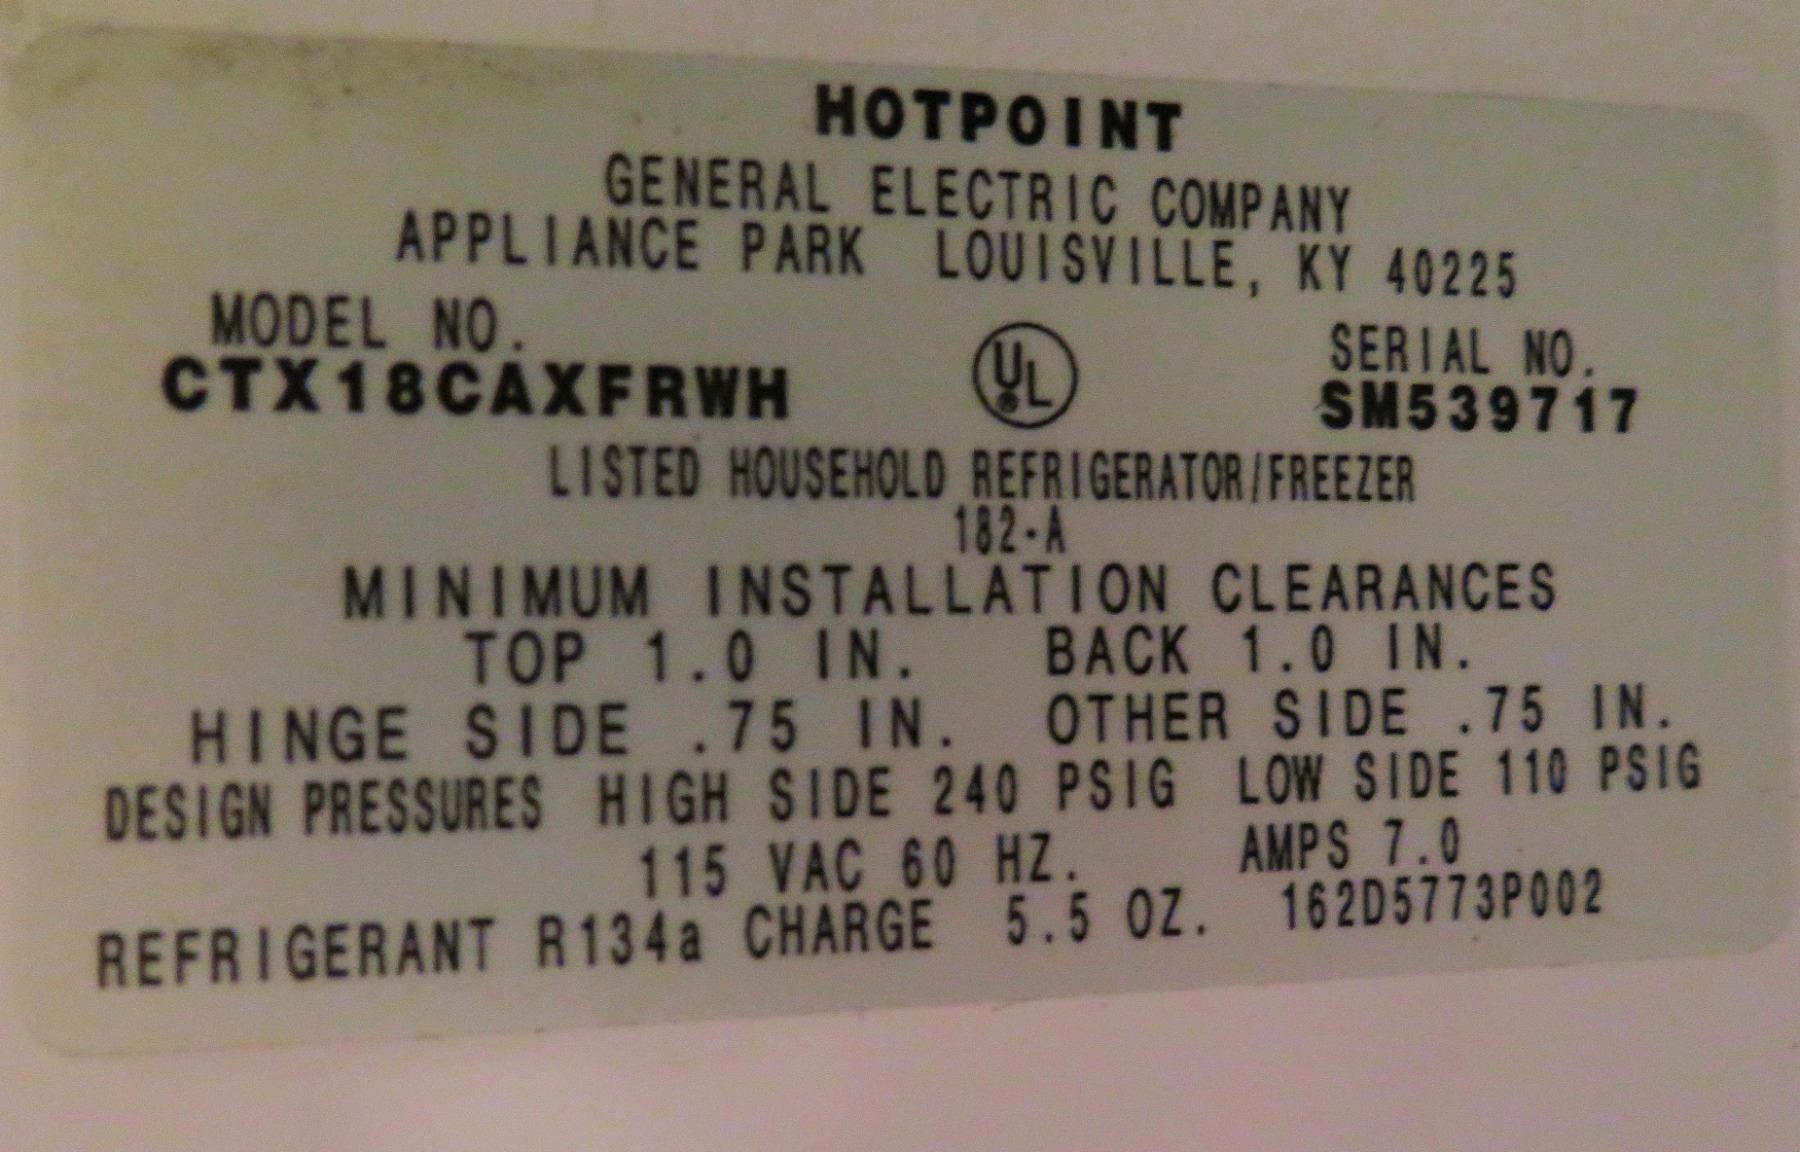 HOTPOINT
GENERAL ELECTRIC COMPANY
APPLIANCE PARK LOUISVILLE, KY 40225
MODEL NO. SERIAL NO.
CTX18CAXFRWH UL® SM539717
LISTED HOUSEHOLD REFRIGERATOR/FREEZER
182-A
MINIMUM INSTALLATION CLEARANCES
TOP 1.0 IN. BACK 1.0 IN.
HINGE SIDE .75 IN. OTHER SIDE .75 IN.
DESIGN PRESSURES HIGH SIDE 240 PSIG LOW SIDE 110 PSIG
115 VAC 60 HZ. AMPS 7.0
REFRIGERANT R134a CHARGE 5.5 OZ. 162D5773P002